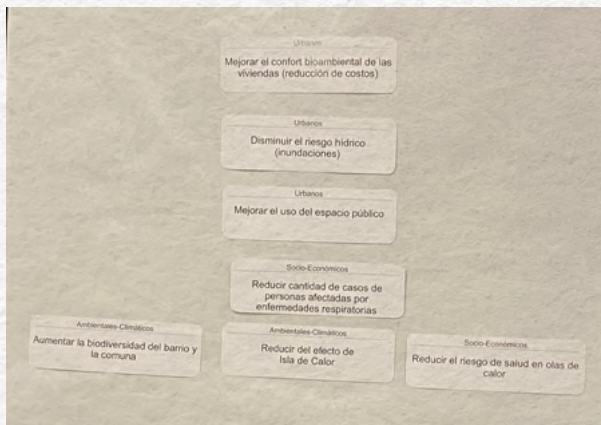 Urbanos
Mejorar el confort bioambiental de las
viviendas (reducción de costos)
Urbanos
Disminuir el riesgo hídrico
(inundaciones)
Urbanos
Mejorar el uso del espacio público
Socio-Económicos
Reducir cantidad de casos de
personas afectadas por
enfermedades respiratorias
Ambientales-Climáticos
Aumentar la biodiversidad del barrio y
la comuna
Ambientales-Climáticos
Reducir del efecto de
Isla de Calor
Socio-Económicos
Reducir el riesgo de salud en olas de
calor